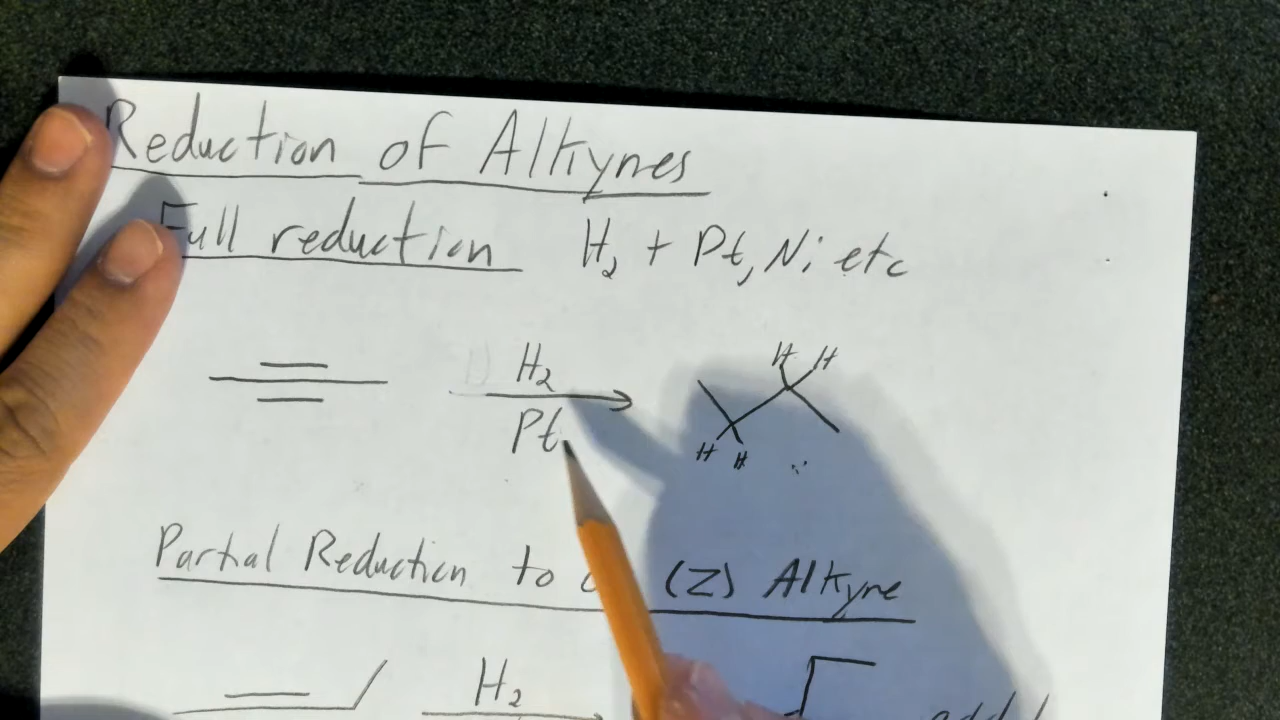 Reduction of Alkynes
Full reduction H₂ + Pt, Ni etc
H₂
Pt
H H
H H
Partial Reduction to (Z) Alkyne
H₂